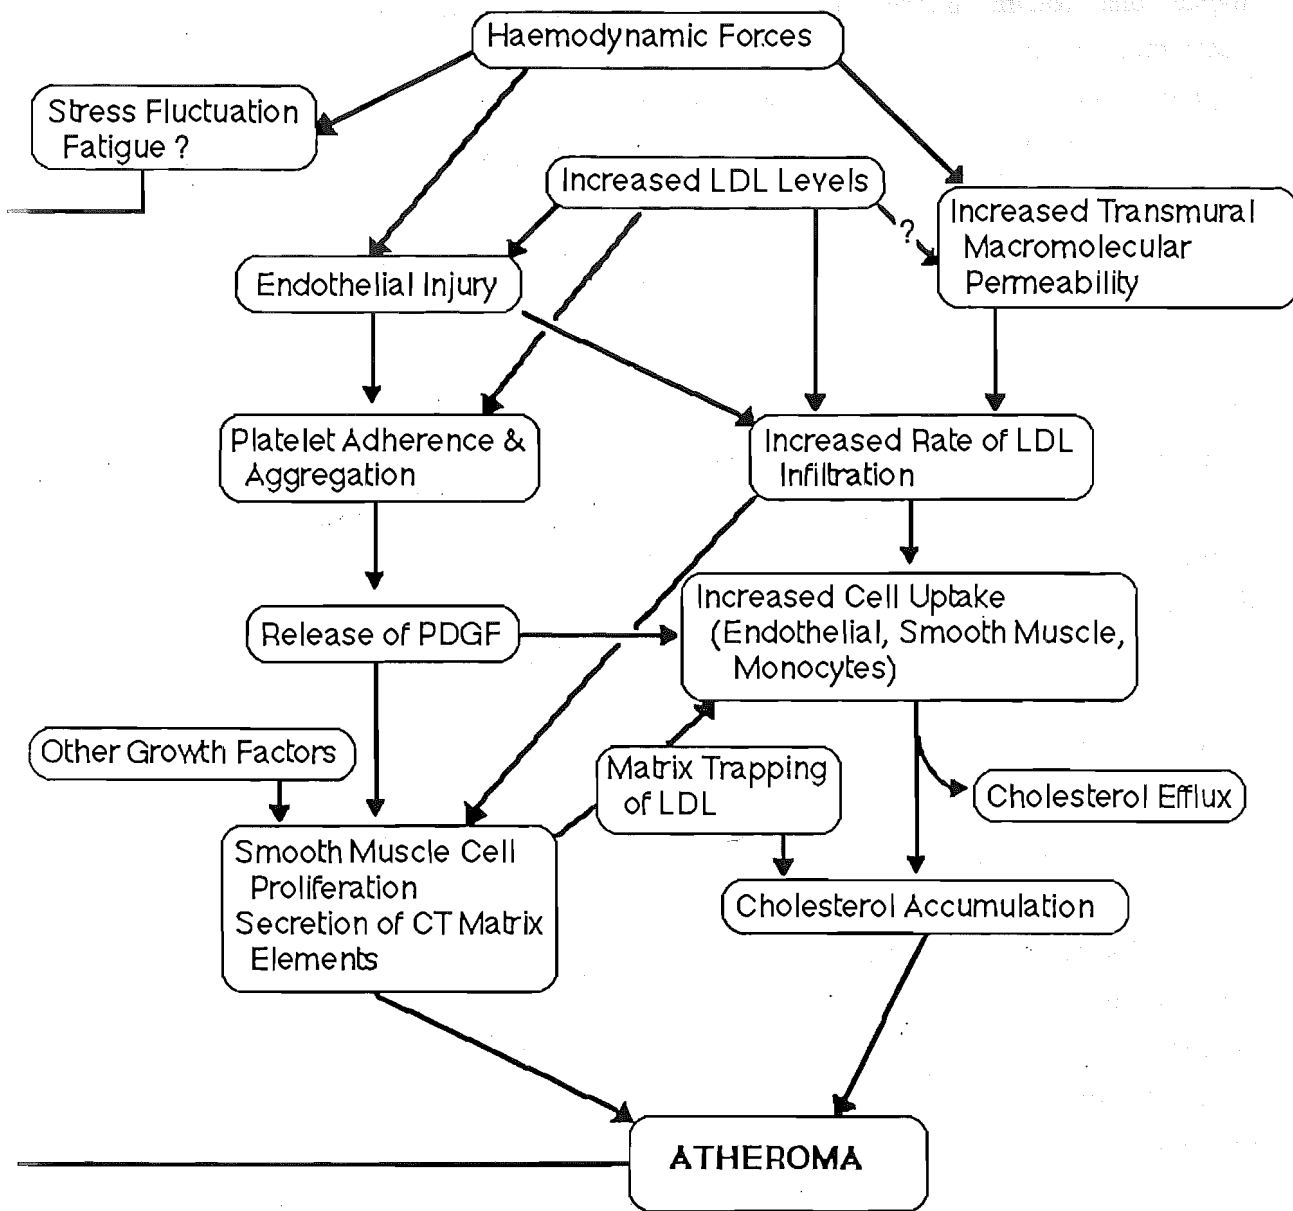 Haemodynamic Forces
Stress Fluctuation
Fatigue ?
Increased LDL Levels
Increased Transmural
Macromolecular
Permeability
?
Endothelial Injury
Platelet Adherence &
Aggregation
Increased Rate of LDL
Infiltration
Increased Cell Uptake
(Endothelial, Smooth Muscle,
Monocytes)
Release of PDGF
Other Growth Factors
Matrix Trapping
of LDL
Cholesterol Efflux
Smooth Muscle Cell
Proliferation
Secretion of CT Matrix
Elements
Cholesterol Accumulation
ATHEROMA